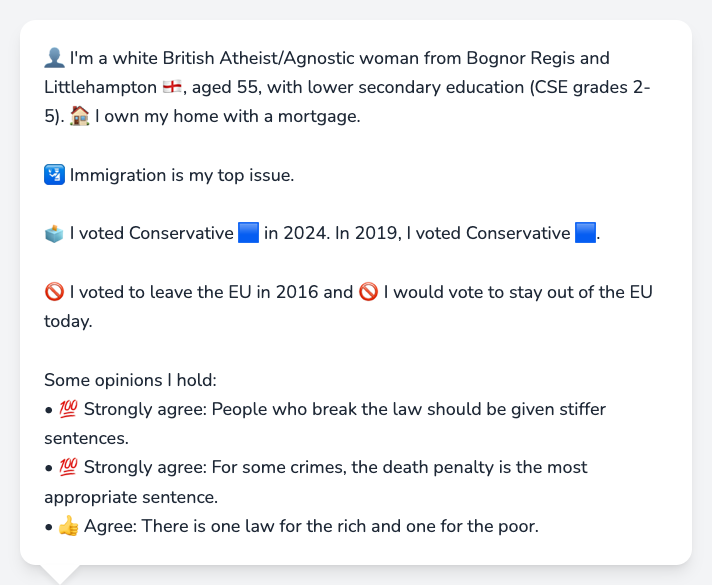 👤 I'm a white British Atheist/Agnostic woman from Bognor Regis and
Littlehampton 🏴󠁧󠁢󠁥󠁮󠁧󠁿, aged 55, with lower secondary education (CSE grades 2-
5). 🏠 I own my home with a mortgage.
🛂 Immigration is my top issue.
🗳️ I voted Conservative 🟦 in 2024. In 2019, I voted Conservative 🟦.
🚫 I voted to leave the EU in 2016 and 🚫 I would vote to stay out of the EU
today.
Some opinions I hold:
• 💯 Strongly agree: People who break the law should be given stiffer
sentences.
• 💯 Strongly agree: For some crimes, the death penalty is the most
appropriate sentence.
• 👍 Agree: There is one law for the rich and one for the poor.